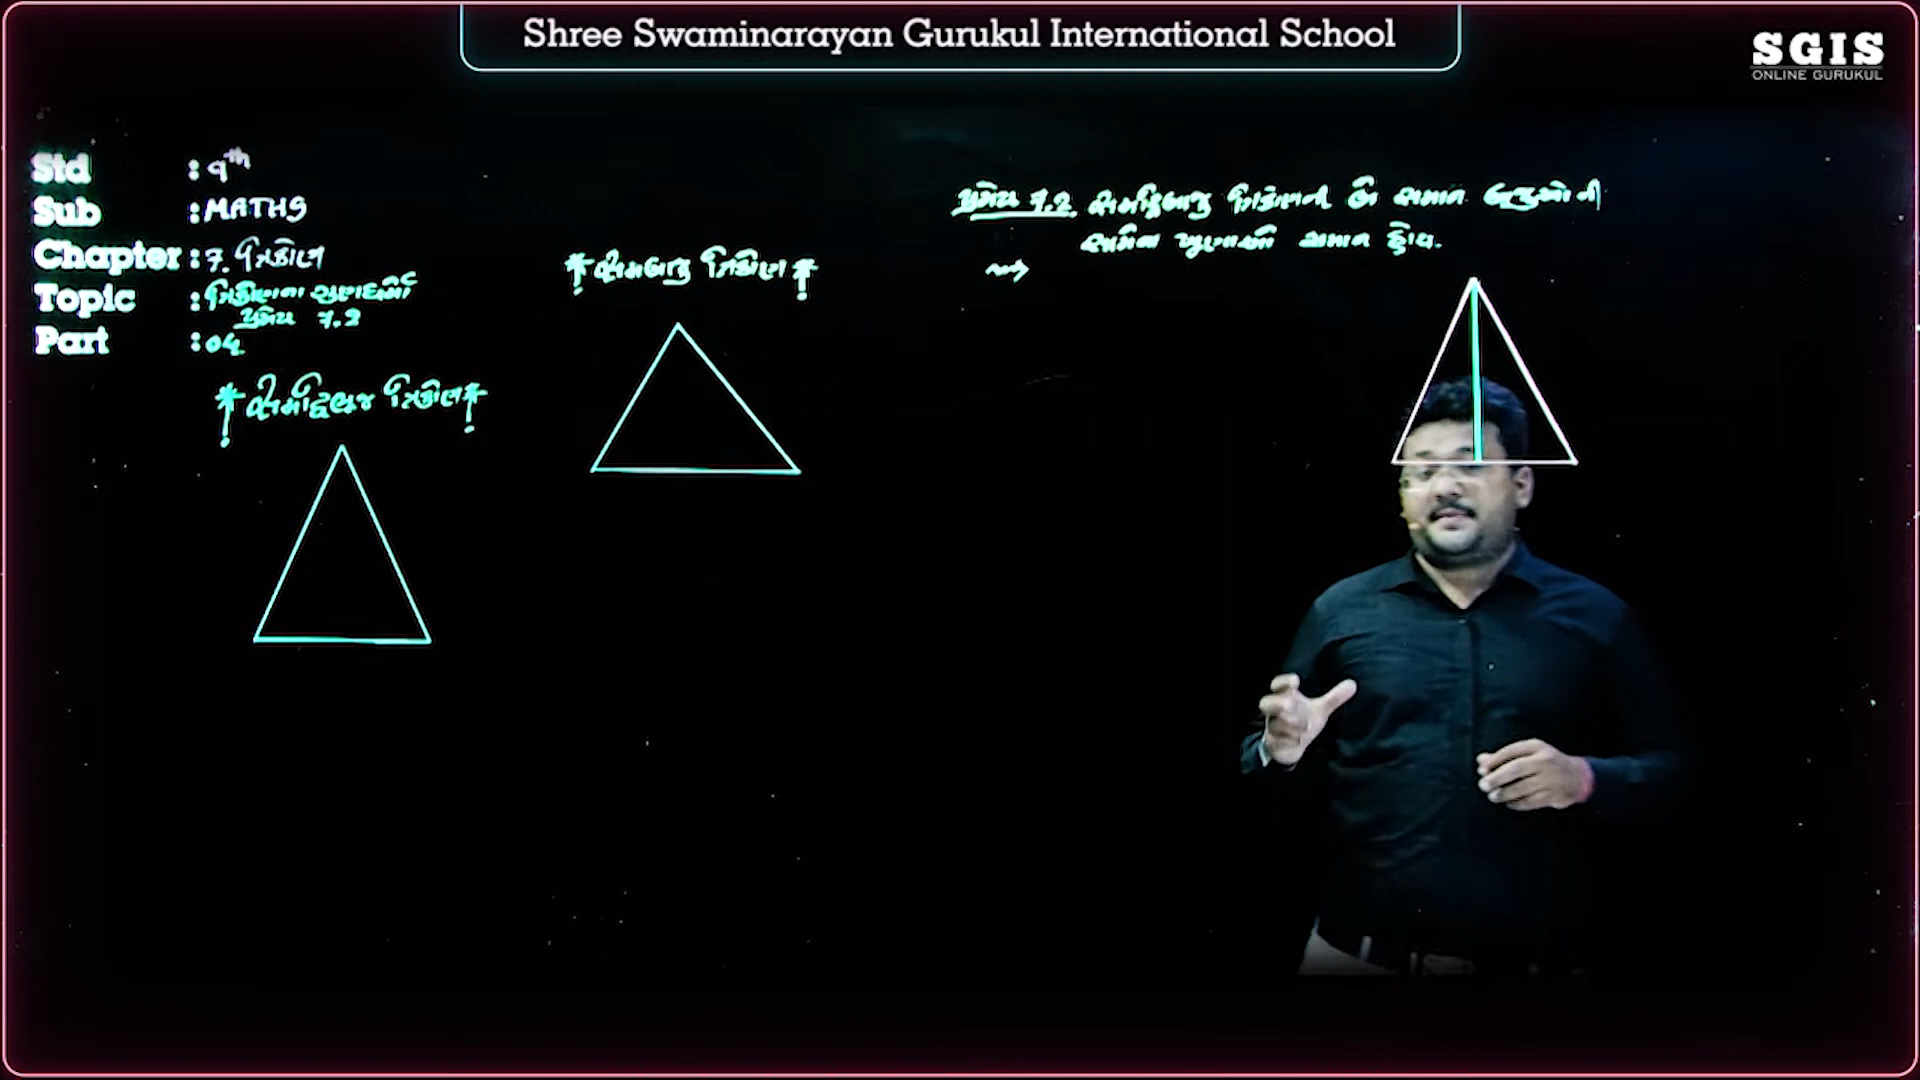 Shree Swaminarayan Gurukul International School
SGIS
ONLINE GURUKUL
Std : 9th
Sub : MATHS
Chapter : 7. ત્રિકોણ
Topic : ત્રિકોણના ગુણધર્મો
પ્રમેય 7.2
Part : 04
* સમદ્વિભુજ ત્રિકોણ *
* સમબાજુ ત્રિકોણ *
પ્રમેય 7.2 સમદ્વિબાજુ ત્રિકોણની સમાન બાજુઓની
સામેના ખૂણાઓ સમાન હોય.